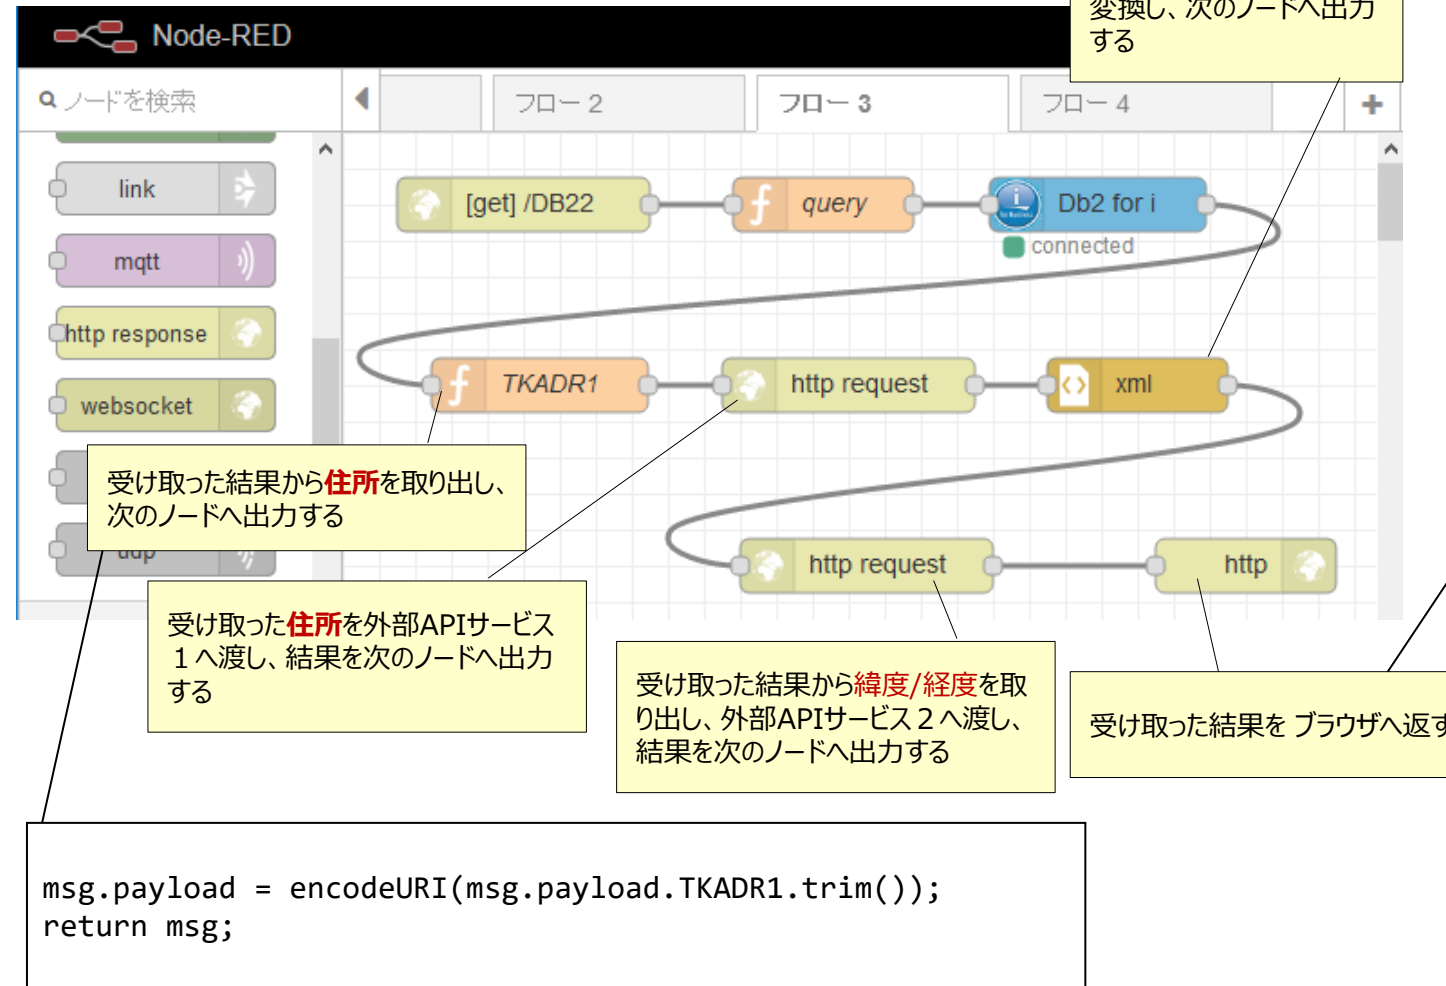 変換し、次のノードへ出力
する
Node-RED
ノードを検索
フロー 2
フロー 3
フロー 4
link
mqtt
http response
websocket
udp
[get] /DB22
query
Db2 for i
connected
TKADR1
http request
xml
http request
http
受け取った結果から住所を取り出し、
次のノードへ出力する
受け取った住所を外部APIサービス
１へ渡し、結果を次のノードへ出力
する
受け取った結果から緯度/経度を取
り出し、外部APIサービス２へ渡し、
結果を次のノードへ出力する
受け取った結果を ブラウザへ返す
msg.payload = encodeURI(msg.payload.TKADR1.trim());
return msg;